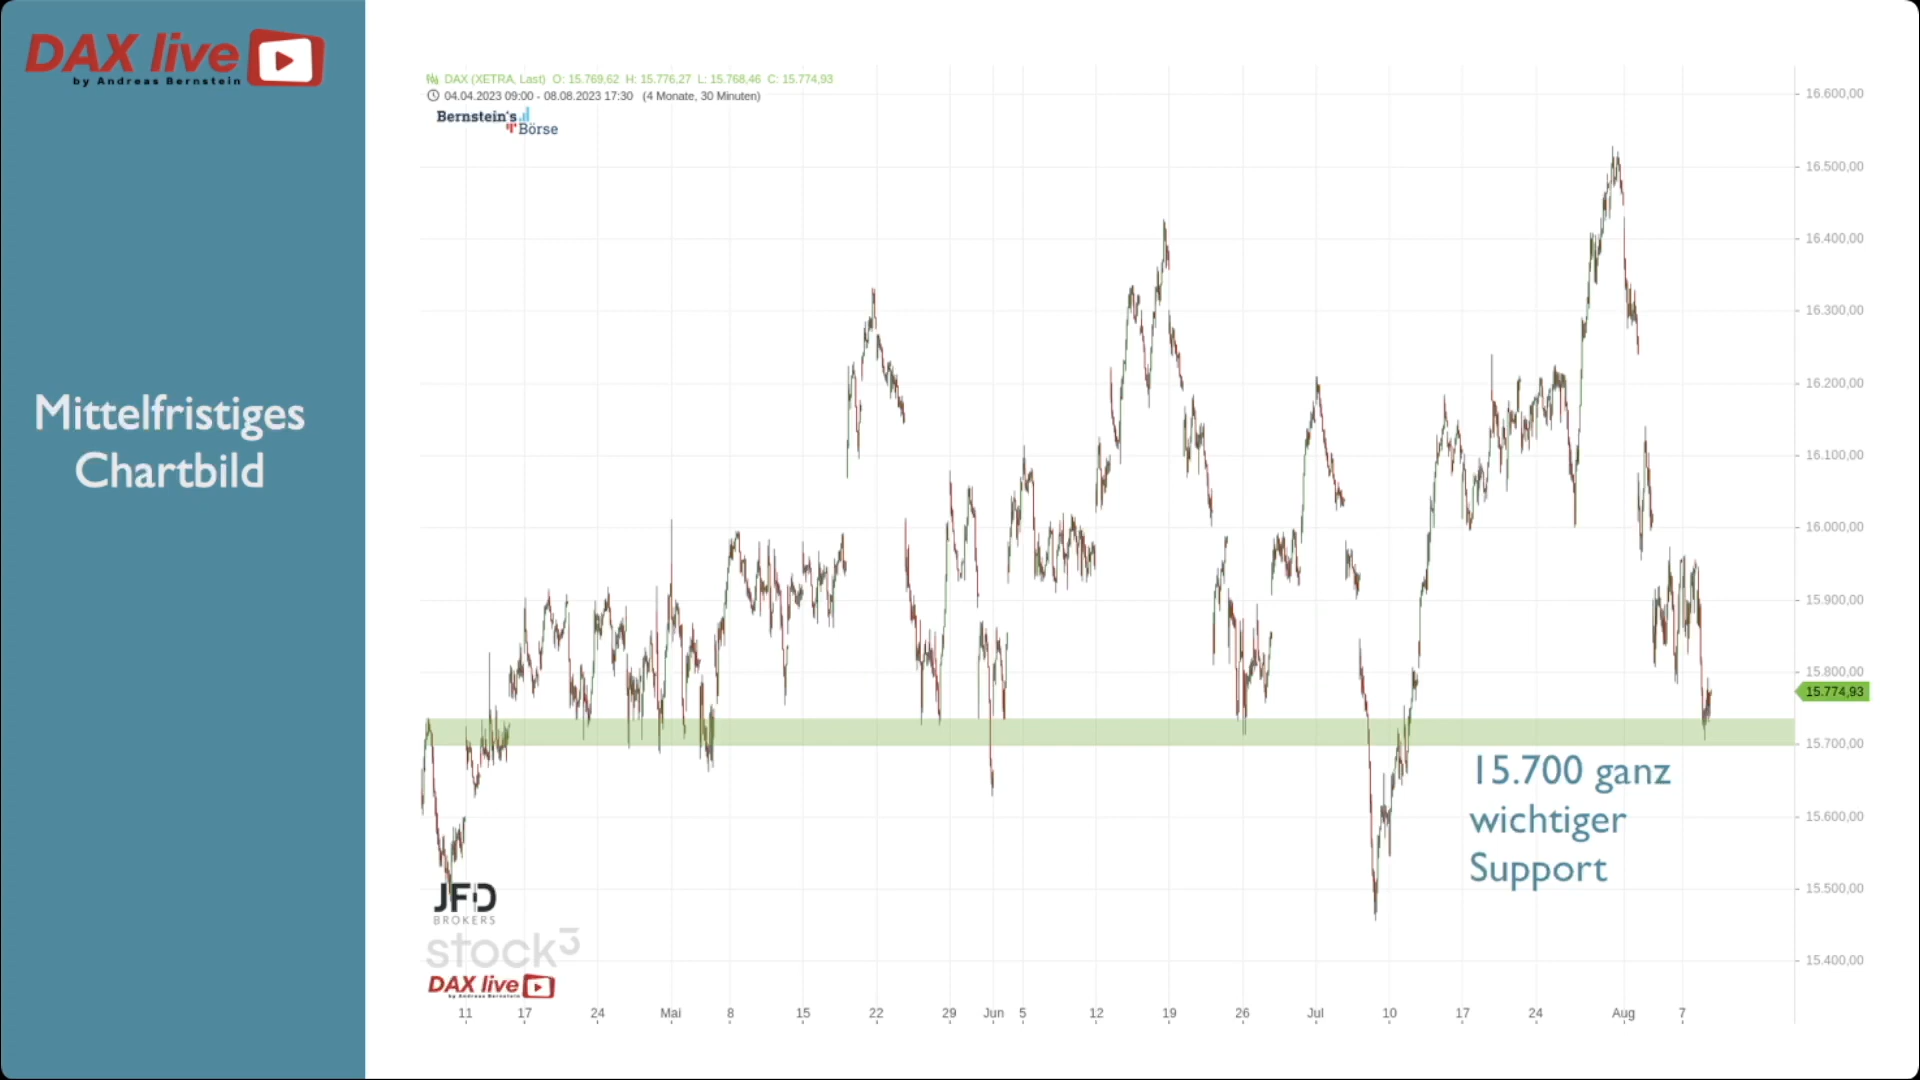 DAX live
by Andreas Bernstein
Mittelfristiges
Chartbild
DAX (XETRA, Last) O: 15.769,62 H: 15.776,27 L: 15.768,46 C: 15.774,93
04.04.2023 09:00 - 08.08.2023 17:30 (4 Monate, 30 Minuten)
Bernstein's
Börse
16.600,00
16.500,00
16.400,00
16.300,00
16.200,00
16.100,00
16.000,00
15.900,00
15.800,00
15.774,93
15.700,00
15.600,00
15.500,00
15.400,00
15.700 ganz
wichtiger
Support
JFD
BROKERS
stock3
DAX live
by Andreas Bernstein
11 17 24 Mai 8 15 22 29 Jun 5 12 19 26 Jul 10 17 24 Aug 7